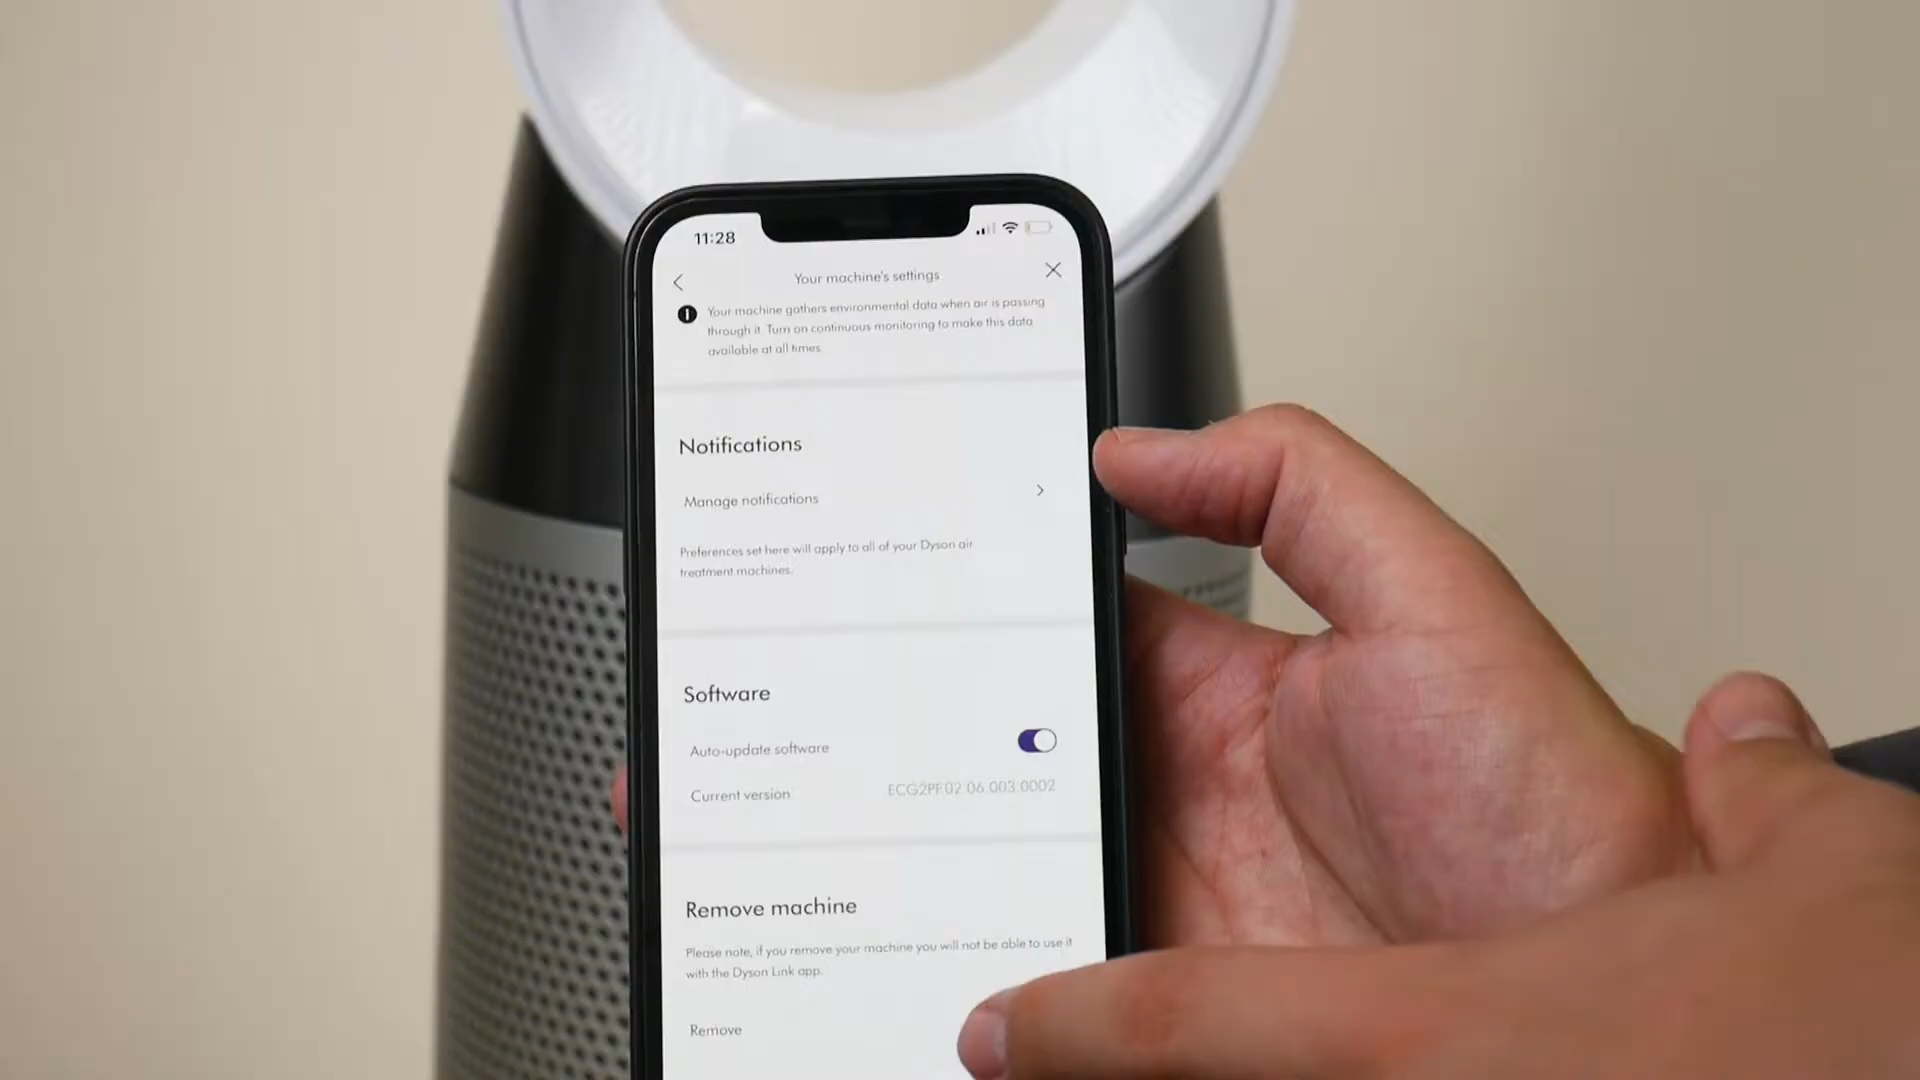 11:28
Your machine's settings
Your machine gathers environmental data when air is passing
through it. Turn on continuous monitoring to make this data
available at all times.
Notifications
Manage notifications
Preferences set here will apply to all of your Dyson air
treatment machines.
Software
Auto-update software
Current version ECG2PF.02.06.003.0002
Remove machine
Please note, if you remove your machine you will not be able to use it
with the Dyson Link app.
Remove